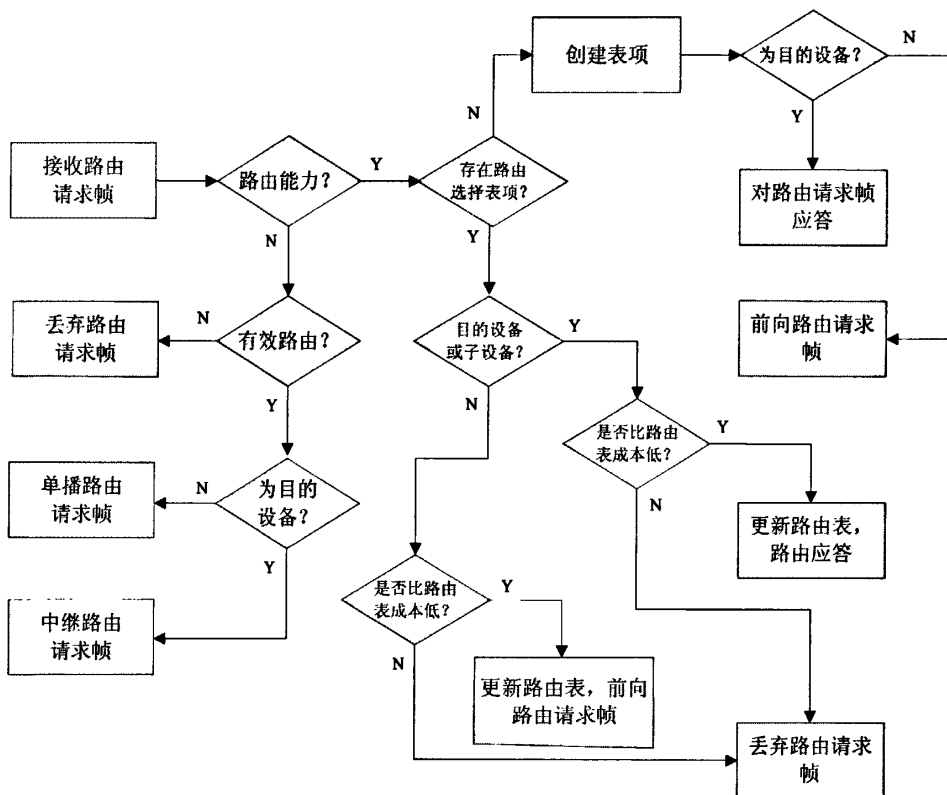 创建表项
为目的设备？
N
N
Y
接收路由
请求帧
路由能力？
Y
存在路由
选择表项？
对路由请求帧
应答
N
Y
丢弃路由
请求帧
N
有效路由？
目的设备
或子设备？
Y
前向路由请求
帧
Y
N
是否比路由
表成本低？
Y
单播路由
请求帧
N
为目的
设备？
N
更新路由表，
路由应答
Y
是否比路由
表成本低？
Y
中继路由
请求帧
N
更新路由表，前向
路由请求帧
丢弃路由请求
帧